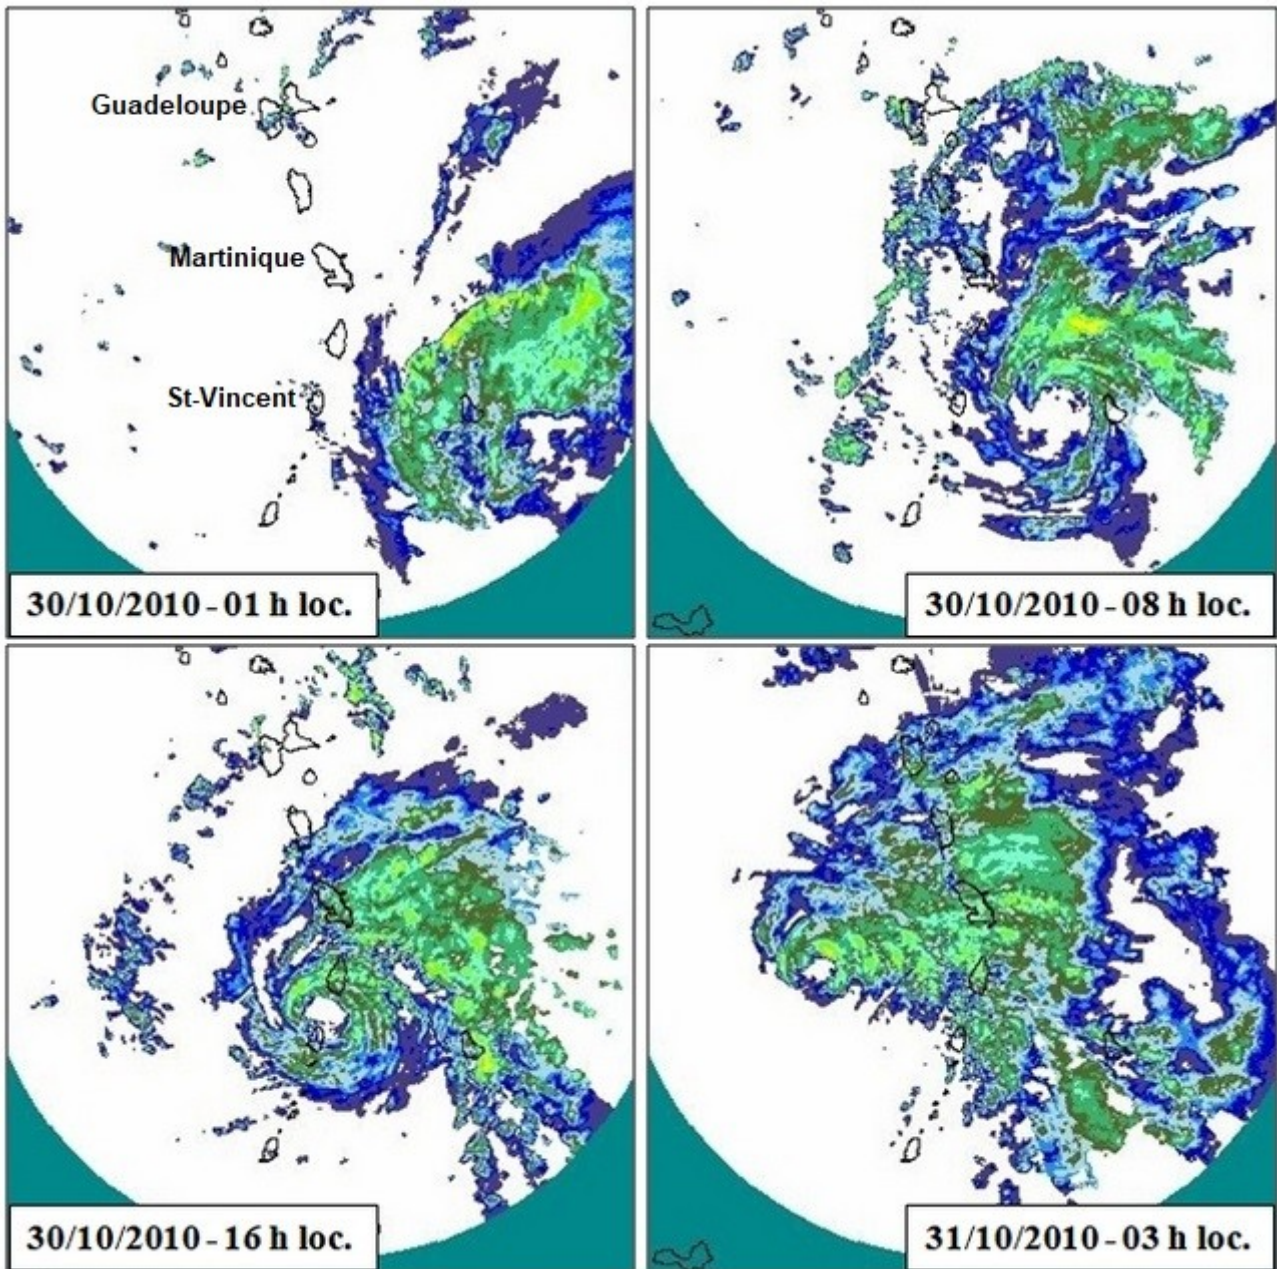 Guadeloupe
Martinique
St-Vincent
30/10/2010 - 01 h loc.
30/10/2010 - 08 h loc.
30/10/2010 - 16 h loc.
31/10/2010 - 03 h loc.